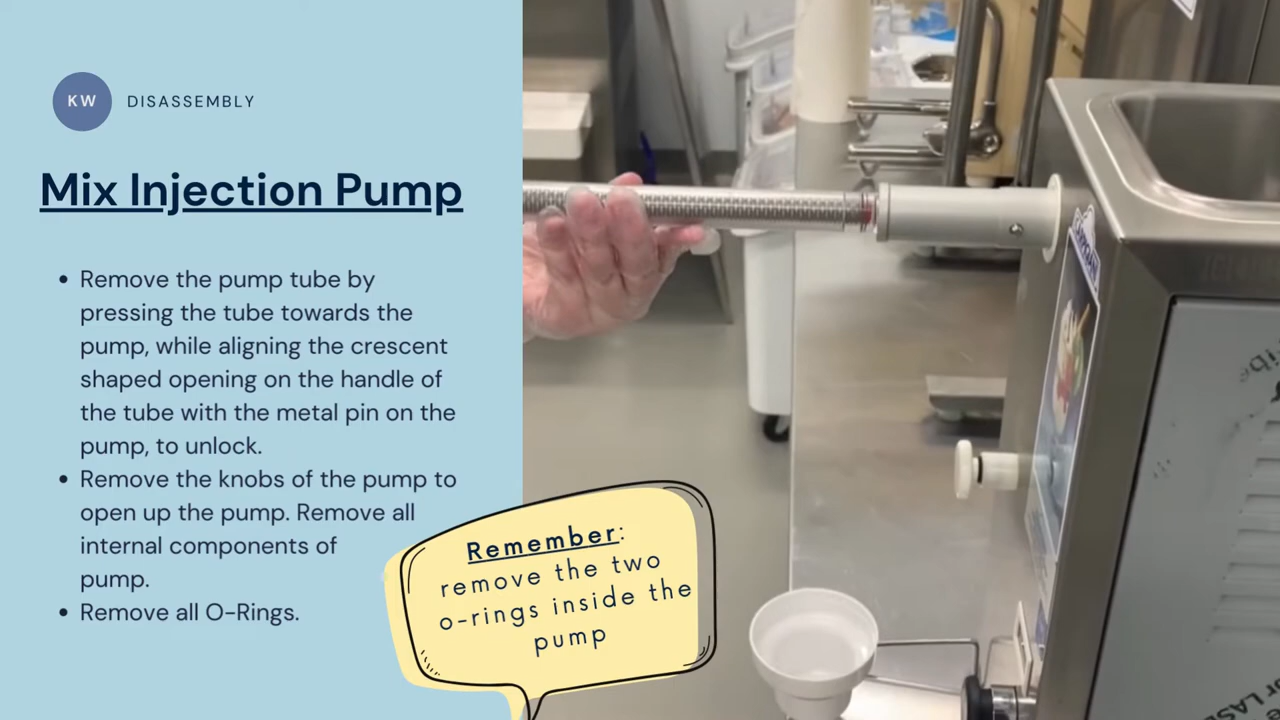 KW DISASSEMBLY
Mix Injection Pump
• Remove the pump tube by
pressing the tube towards the
pump, while aligning the crescent
shaped opening on the handle of
the tube with the metal pin on the
pump, to unlock.
• Remove the knobs of the pump to
open up the pump. Remove all
internal components of
pump.
• Remove all O-Rings.
Remember:
remove the two
o-rings inside the
pump
CARPIGIANI